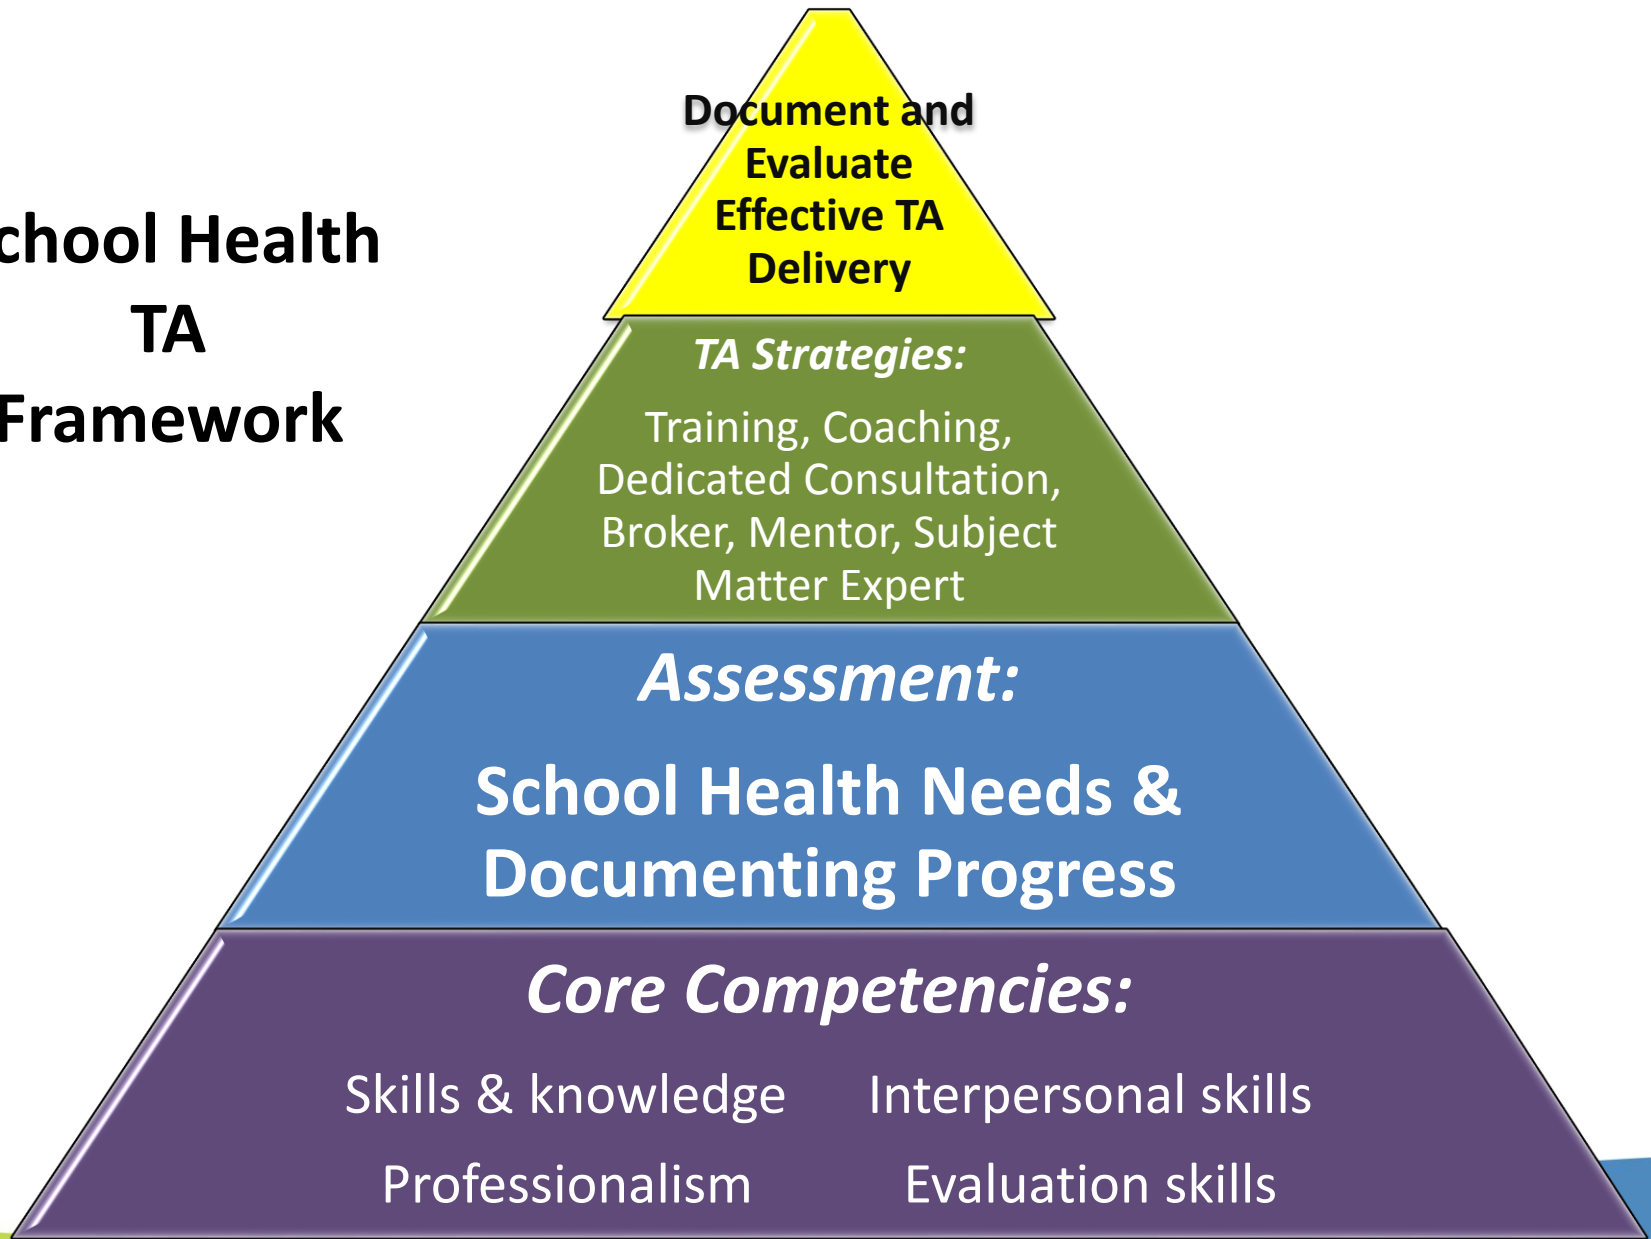 chool Health
TA
Framework
Document and
Evaluate
Effective TA
Delivery
TA Strategies:
Training, Coaching,
Dedicated Consultation,
Broker, Mentor, Subject
Matter Expert
Assessment:
School Health Needs &
Documenting Progress
Core Competencies:
Skills & knowledge Interpersonal skills
Professionalism Evaluation skills